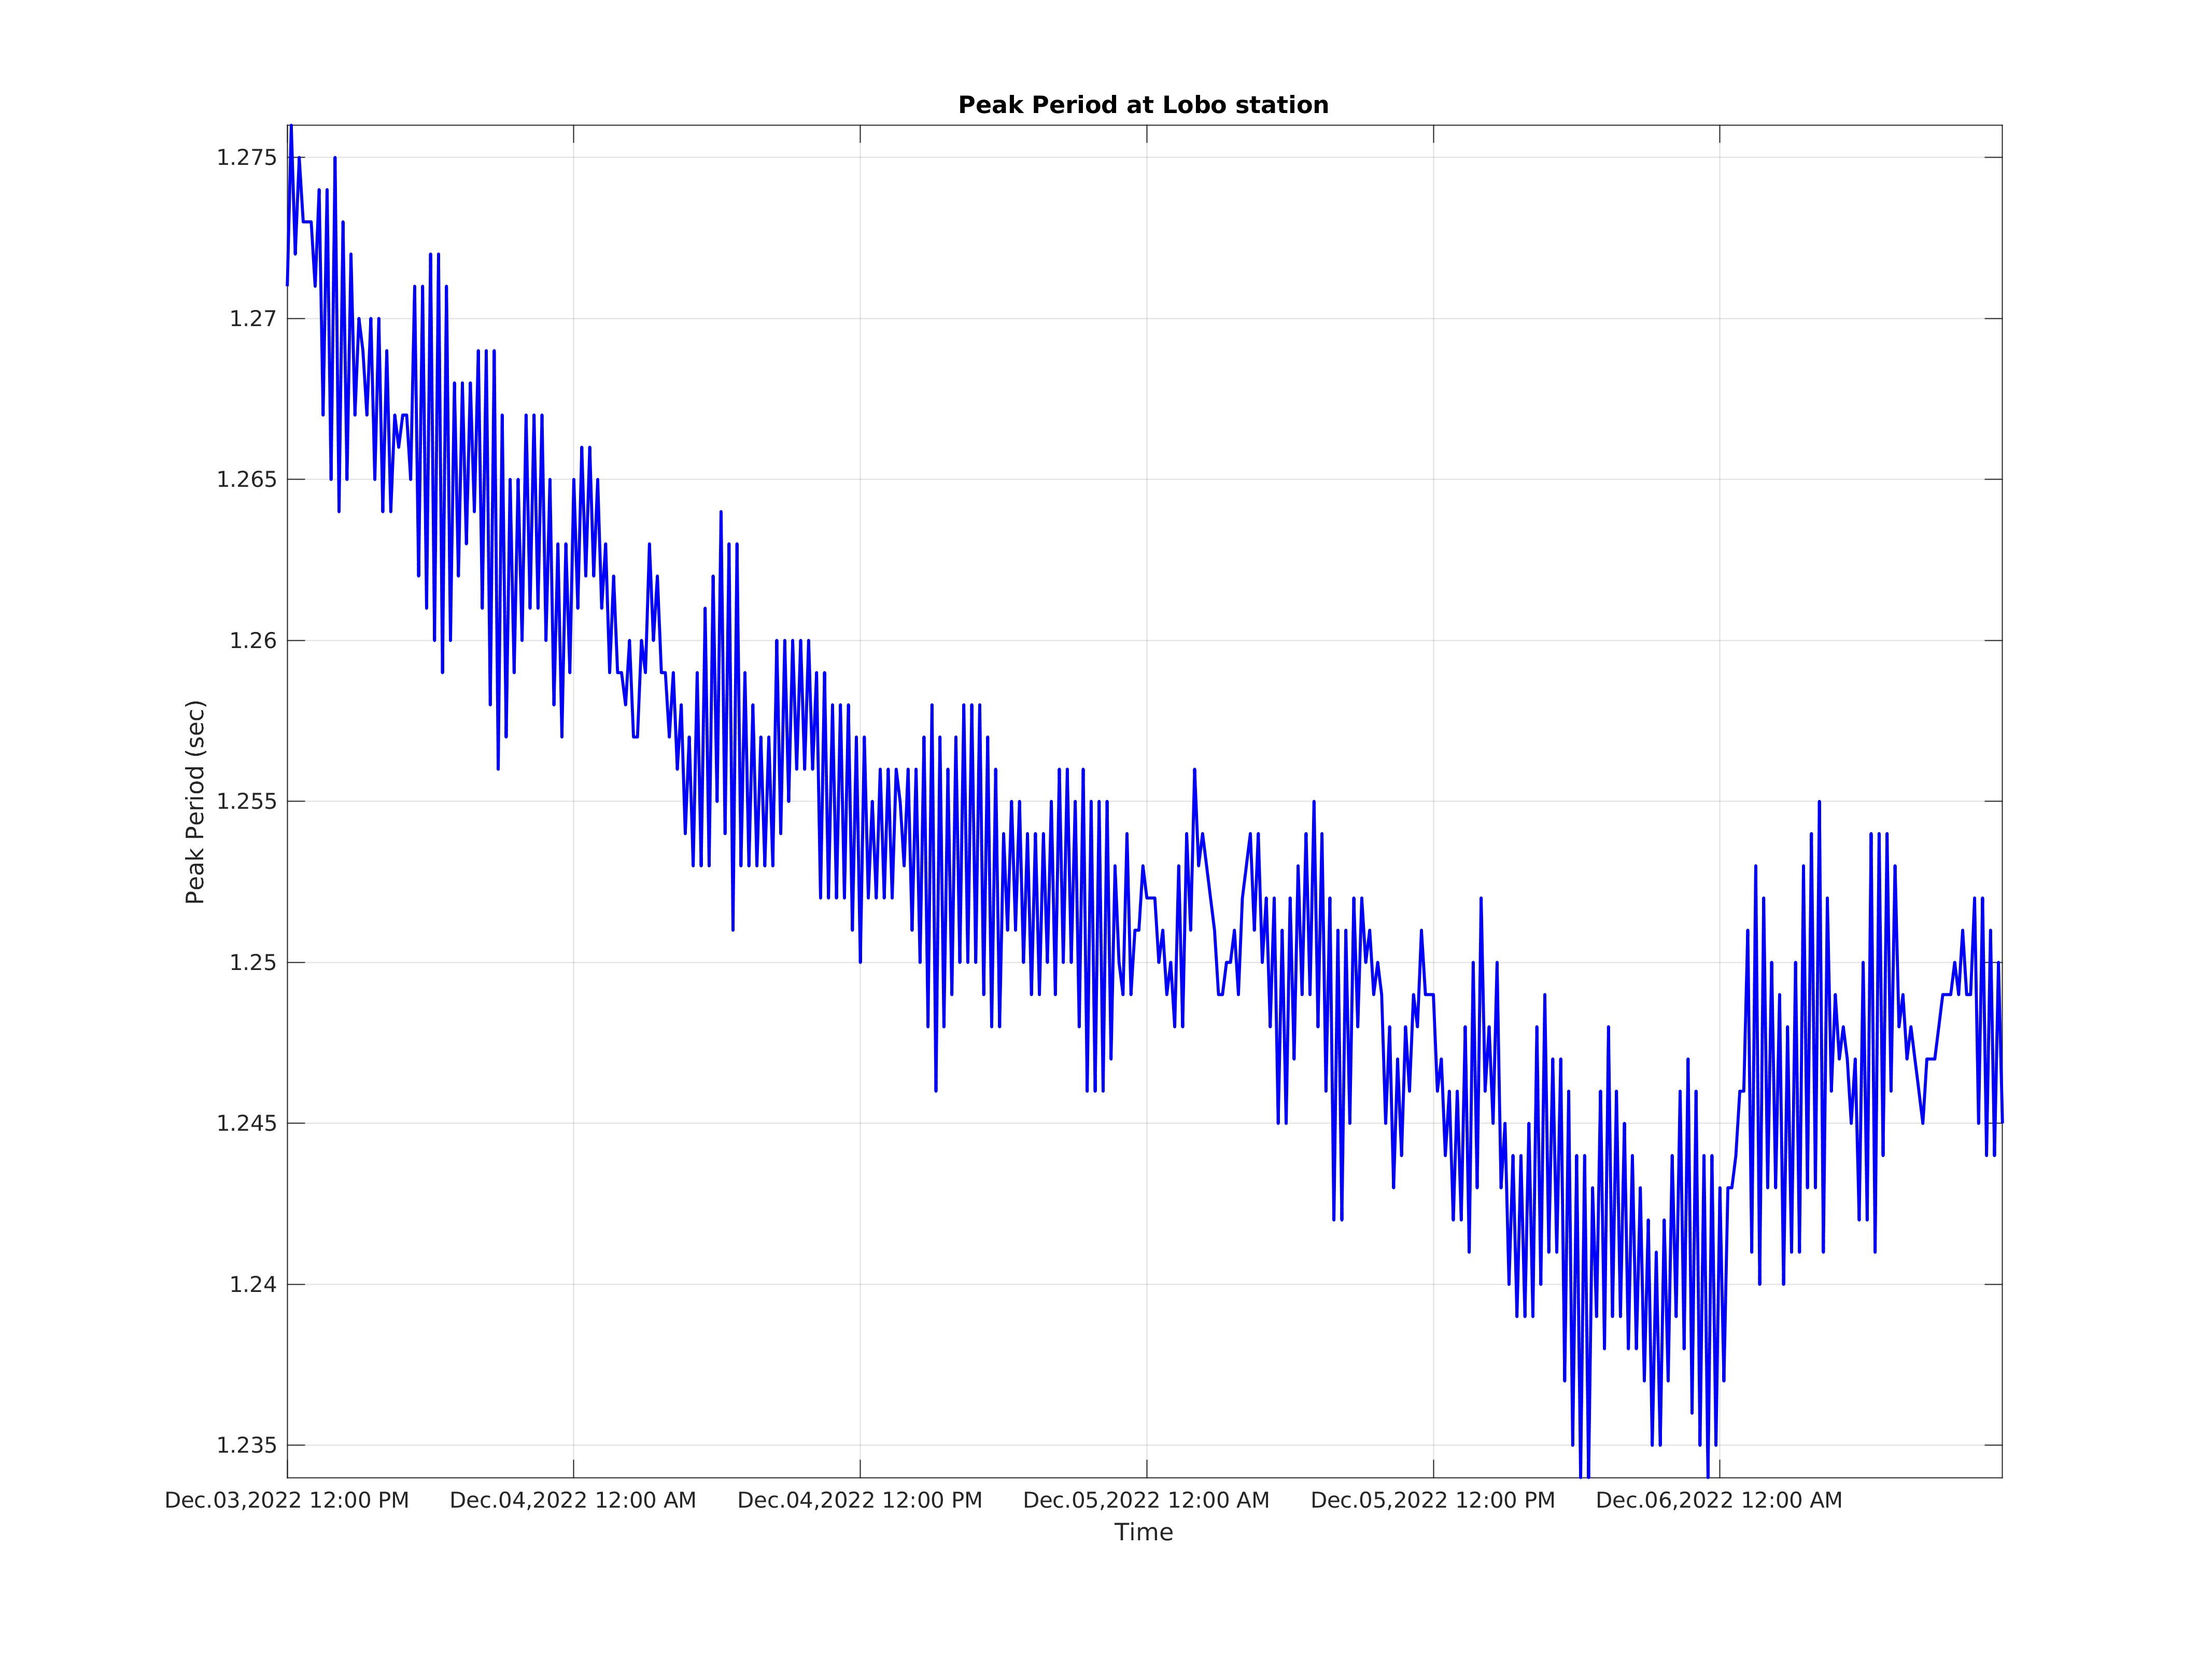 Peak Period at Lobo station
Peak Period (sec)
1.275
1.27
1.265
1.26
1.255
1.25
1.245
1.24
1.235
Dec.03,2022 12:00 PM Dec.04,2022 12:00 AM Dec.04,2022 12:00 PM Dec.05,2022 12:00 AM Dec.05,2022 12:00 PM Dec.06,2022 12:00 AM
Time